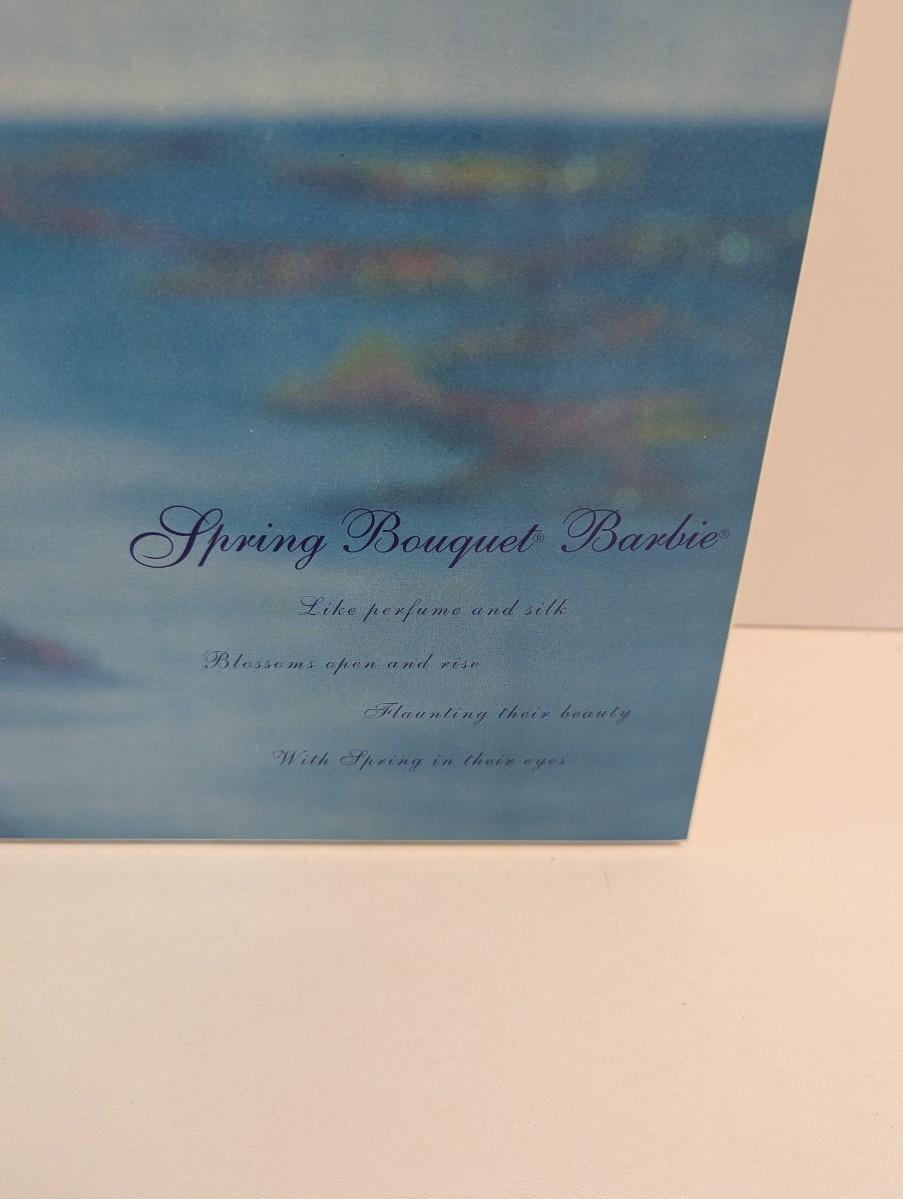 Spring Bouquet® Barbie®
Like perfume and silk
Blossoms open and rise
Flaunting their beauty
With Spring in their eyes